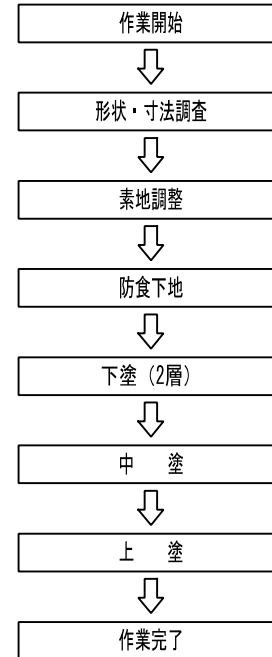 作業開始
形状・寸法調査
素地調整
防食下地
下塗（2層）
中　　塗
上　　塗
作業完了